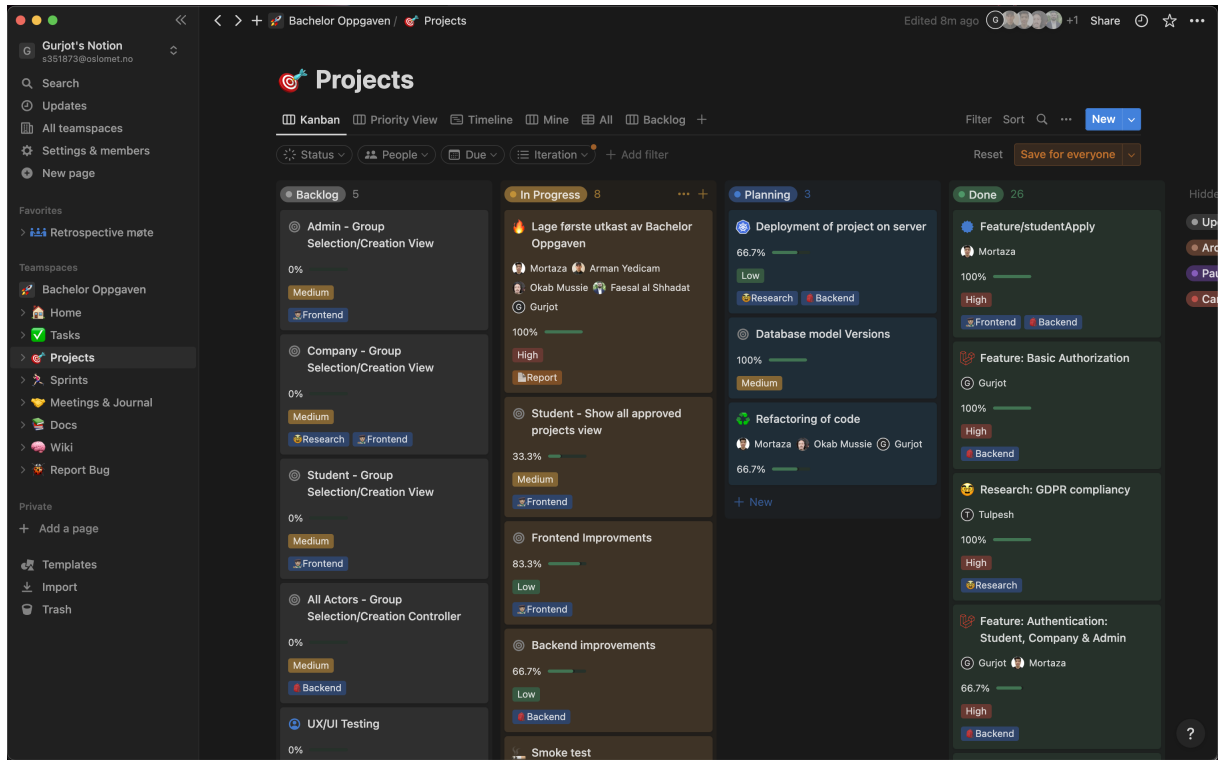 Bachelor Oppgaven / Projects
Edited 8m ago G +1 Share
G Gurjot's Notion
s351873@oslomet.no
Search
Updates
All teamspaces
Settings & members
New page
Favorites
Retrospective møte
Teamspaces
Bachelor Oppgaven
Home
Tasks
Projects
Sprints
Meetings & Journal
Docs
Wiki
Report Bug
Private
Add a page
Templates
Import
Trash
Projects
Kanban Priority View Timeline Mine All Backlog
Filter Sort New
Status People Due Iteration Add filter
Reset Save for everyone
Backlog 5
Admin - Group
Selection/Creation View
0%
Medium
Frontend
Company - Group
Selection/Creation View
0%
Medium
Research Frontend
Student - Group
Selection/Creation View
0%
Medium
Frontend
All Actors - Group
Selection/Creation Controller
0%
Medium
Backend
UX/UI Testing
0%
In Progress 8
Lage første utkast av Bachelor
Oppgaven
Mortaza Arman Yedicam
Okab Mussie Faesal al Shhadat
G Gurjot
100%
High
Report
Student - Show all approved
projects view
33.3%
Medium
Frontend
Frontend Improvments
83.3%
Low
Frontend
Backend improvements
66.7%
Low
Backend
Smoke test
Planning 3
Deployment of project on server
66.7%
Low
Research Backend
Database model Versions
100%
Medium
Refactoring of code
Mortaza Okab Mussie G Gurjot
66.7%
New
Done 26
Feature/studentApply
Mortaza
100%
High
Frontend Backend
Feature: Basic Authorization
G Gurjot
100%
High
Backend
Research: GDPR compliancy
T Tulpesh
100%
High
Research
Feature: Authentication:
Student, Company & Admin
G Gurjot Mortaza
66.7%
High
Backend
Hidde
Up
Arc
Pau
Car
?